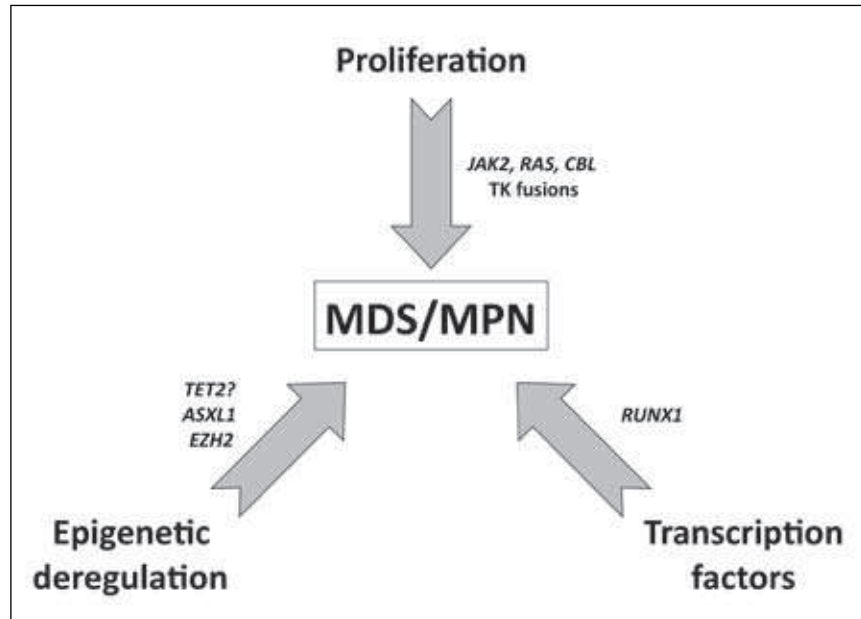 Proliferation
JAK2, RAS, CBL
TK fusions
MDS/MPN
TET2?
ASXL1
EZH2
RUNX1
Epigenetic
deregulation
Transcription
factors